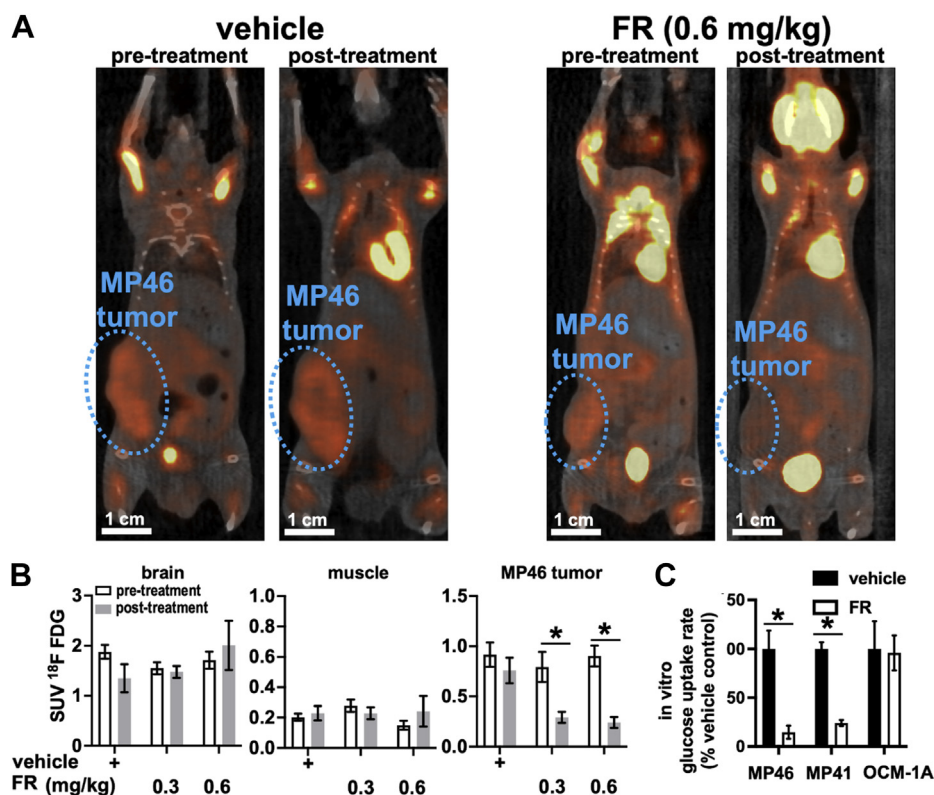 A
vehicle
FR (0.6 mg/kg)
pre-treatment
post-treatment
pre-treatment
post-treatment
MP46
tumor
MP46
tumor
MP46
tumor
MP46
tumor
1 cm
1 cm
1 cm
1 cm
B
brain
muscle
MP46 tumor
pre-treatment
post-treatment
SUV ¹⁸F FDG
3
2
1
0
1.0
0.8
0.6
0.4
0.2
0.0
1.5
1.0
0.5
0.0
* *
vehicle + + +
FR (mg/kg) 0.3 0.6 0.3 0.6 0.3 0.6
C
vehicle
FR
in vitro
glucose uptake rate
(% vehicle control)
50
00
50
0
* *
MP46 MP41 OCM-1A